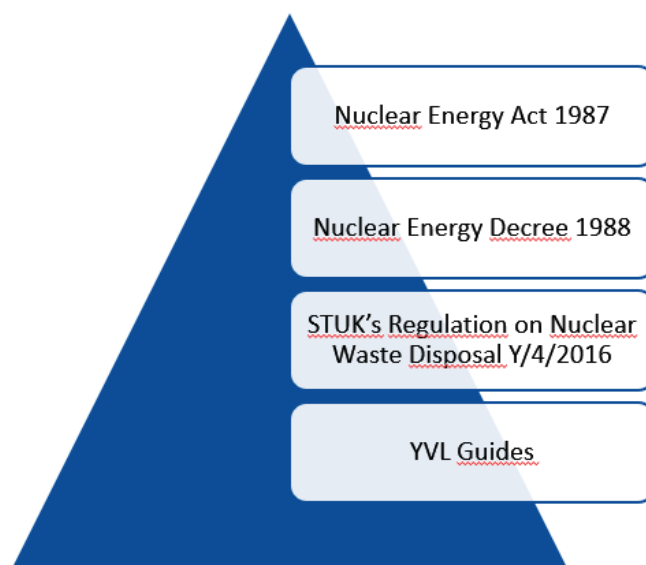 Nuclear Energy Act 1987
Nuclear Energy Decree 1988
STUK’s Regulation on Nuclear
Waste Disposal Y/4/2016
YVL Guides